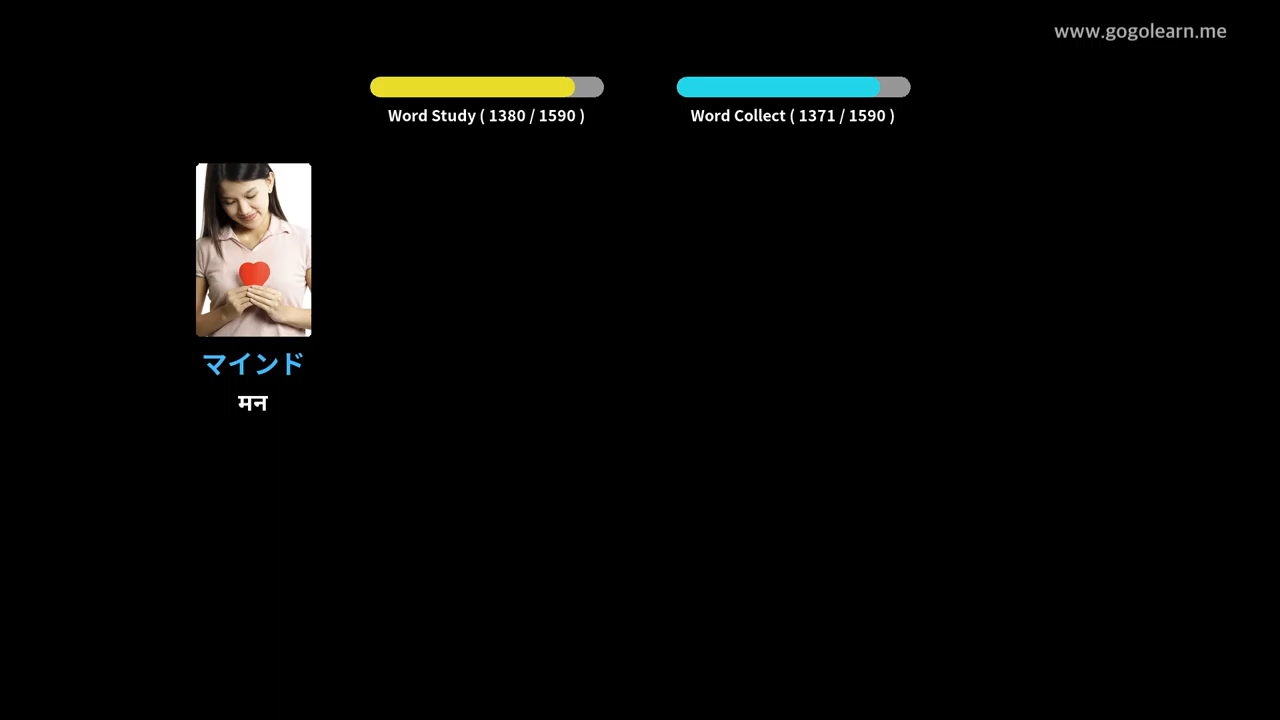 www.gogolearn.me
Word Study ( 1380 / 1590 )
Word Collect ( 1371 / 1590 )
マインド
मन